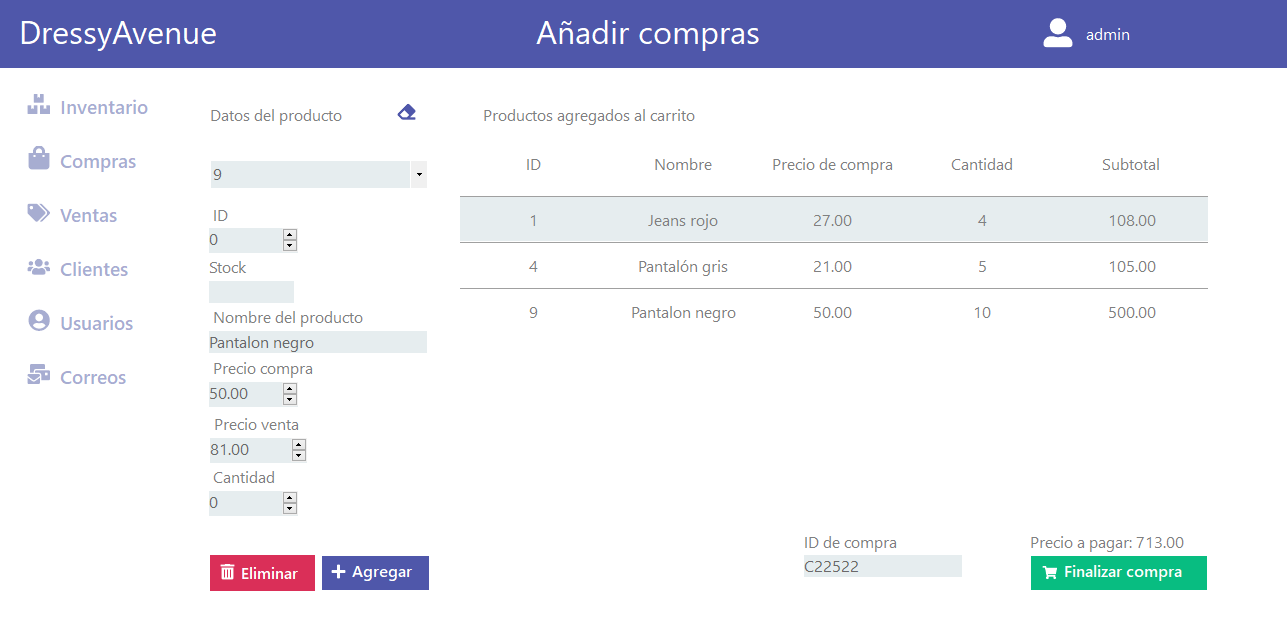 DressyAvenue
Añadir compras
admin
Inventario
Compras
Ventas
Clientes
Usuarios
Correos
Datos del producto
9
ID
0
Stock
Nombre del producto
Pantalon negro
Precio compra
50.00
Precio venta
81.00
Cantidad
0
Eliminar
Agregar
Productos agregados al carrito
ID Nombre Precio de compra Cantidad Subtotal
1 Jeans rojo 27.00 4 108.00
4 Pantalón gris 21.00 5 105.00
9 Pantalon negro 50.00 10 500.00
ID de compra
C22522
Precio a pagar: 713.00
Finalizar compra